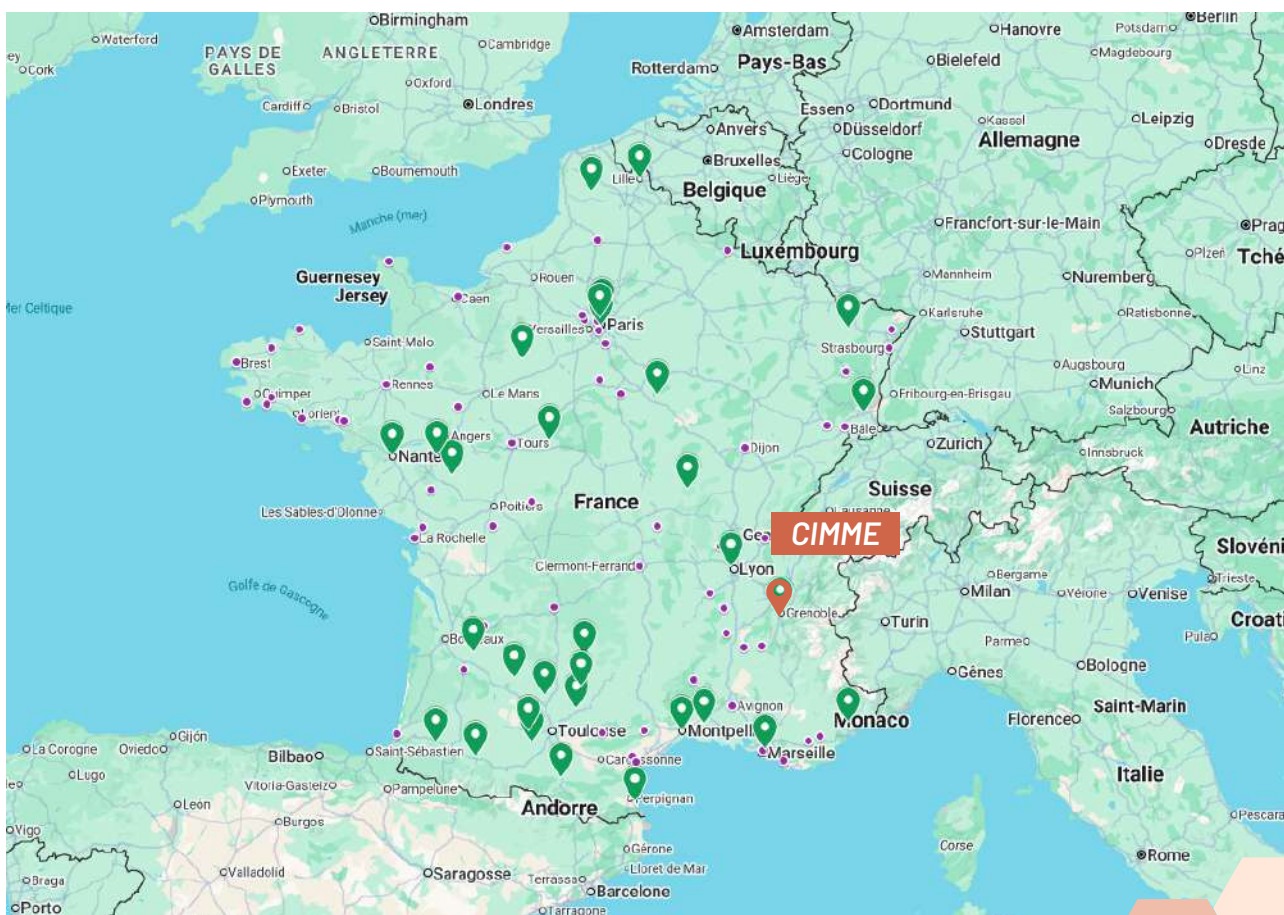 Birmingham
Waterford
PAYS DE
GALLES
ANGLETERRE
Cambridge
Cork
Oxford
Cardiff
Bristol
Londres
Exeter
Bournemouth
Plymouth
Manche (mer)
Amsterdam
Pays-Bas
Rotterdam
Hanovre
Potsdam
Berlin
Magdebourg
Bielefeld
Essen
Dortmund
Kassel
Leipzig
Anvers
Düsseldorf
Allemagne
Dresde
Bruxelles
Cologne
Lille
Liège
Belgique
Francfort-sur-le-Main
Prag
Plzeň
Tché
Luxembourg
Guernesey
Jersey
Rouen
Mannheim
Nuremberg
Caen
Mer Celtique
Karlsruhe
Ratisbonne
Versailles
Paris
Stuttgart
Saint-Malo
Strasbourg
Brest
Augsbourg
Linz
Rennes
Munich
Quimper
Le Mans
Fribourg-en-Brisgau
Salzbourg
Lorient
Autriche
Angers
Bâle
Zurich
Innsbruck
Tours
Dijon
Suisse
France
Poitiers
Les Sables-d'Olonne
Lausanne
CIMME
La Rochelle
Slovéni
Clermont-Ferrand
Lyon
Bergame
Trieste
Golfe de Gascogne
Milan
Vérone
Venise
Grenoble
Turin
Croati
Bordeaux
Parme
Pula
Bologne
Gênes
Avignon
Saint-Marin
Monaco
Florence
Toulouse
Montpell
Marseille
La Corogne
Oviedo
Gijón
Bilbao
Saint-Sébastien
Carcassonne
Italie
Lugo
Vitoria-Gasteiz
Pampelune
Andorre
Perpignan
León
Burgos
Pescara
Vigo
Gérone
Corse
Rome
Braga
Valladolid
Saragosse
Terrassa
Lloret de Mar
Barcelone
Porto
Tarragone